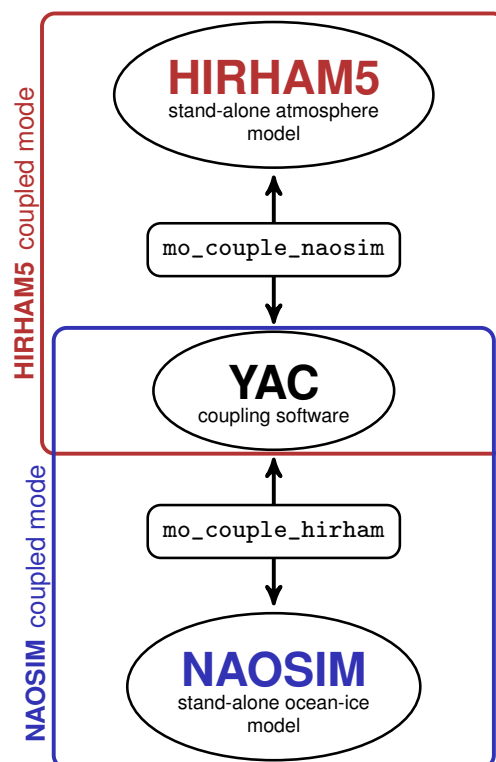 HIRHAM5
stand-alone atmosphere
model
mo_couple_naosim
HIRHAM5 coupled mode
YAC
coupling software
mo_couple_hirham
NAOSIM coupled mode
NAOSIM
stand-alone ocean-ice
model